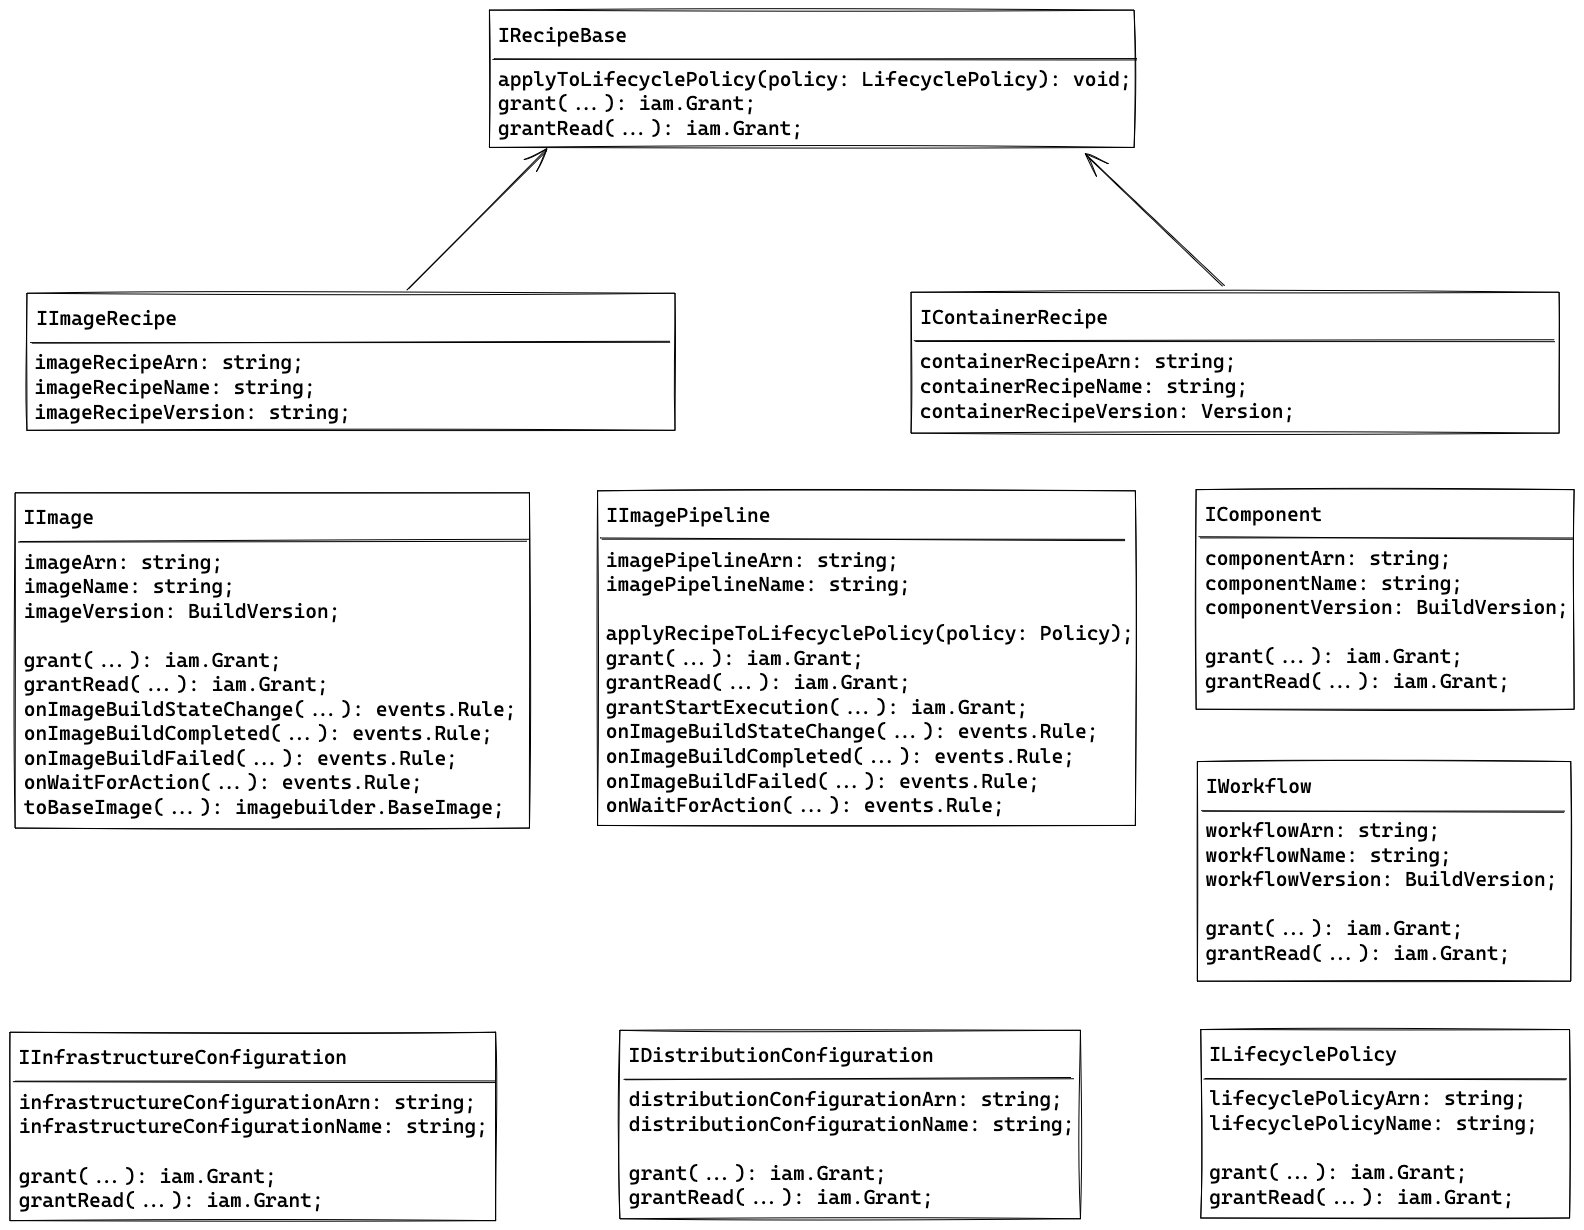 IRecipeBase
applyToLifecyclePolicy(policy: LifecyclePolicy): void;
grant(...): iam.Grant;
grantRead(...): iam.Grant;
IImageRecipe
imageRecipeArn: string;
imageRecipeName: string;
imageRecipeVersion: string;
IContainerRecipe
containerRecipeArn: string;
containerRecipeName: string;
containerRecipeVersion: Version;
IImage
imageArn: string;
imageName: string;
imageVersion: BuildVersion;
grant(...): iam.Grant;
grantRead(...): iam.Grant;
onImageBuildStateChange(...): events.Rule;
onImageBuildCompleted(...): events.Rule;
onImageBuildFailed(...): events.Rule;
onWaitForAction(...): events.Rule;
toBaseImage(...): imagebuilder.BaseImage;
IImagePipeline
imagePipelineArn: string;
imagePipelineName: string;
applyRecipeToLifecyclePolicy(policy: Policy);
grant(...): iam.Grant;
grantRead(...): iam.Grant;
grantStartExecution(...): iam.Grant;
onImageBuildStateChange(...): events.Rule;
onImageBuildCompleted(...): events.Rule;
onImageBuildFailed(...): events.Rule;
onWaitForAction(...): events.Rule;
IComponent
componentArn: string;
componentName: string;
componentVersion: BuildVersion;
grant(...): iam.Grant;
grantRead(...): iam.Grant;
IWorkflow
workflowArn: string;
workflowName: string;
workflowVersion: BuildVersion;
grant(...): iam.Grant;
grantRead(...): iam.Grant;
IInfrastructureConfiguration
infrastructureConfigurationArn: string;
infrastructureConfigurationName: string;
grant(...): iam.Grant;
grantRead(...): iam.Grant;
IDistributionConfiguration
distributionConfigurationArn: string;
distributionConfigurationName: string;
grant(...): iam.Grant;
grantRead(...): iam.Grant;
ILifecyclePolicy
lifecyclePolicyArn: string;
lifecyclePolicyName: string;
grant(...): iam.Grant;
grantRead(...): iam.Grant;